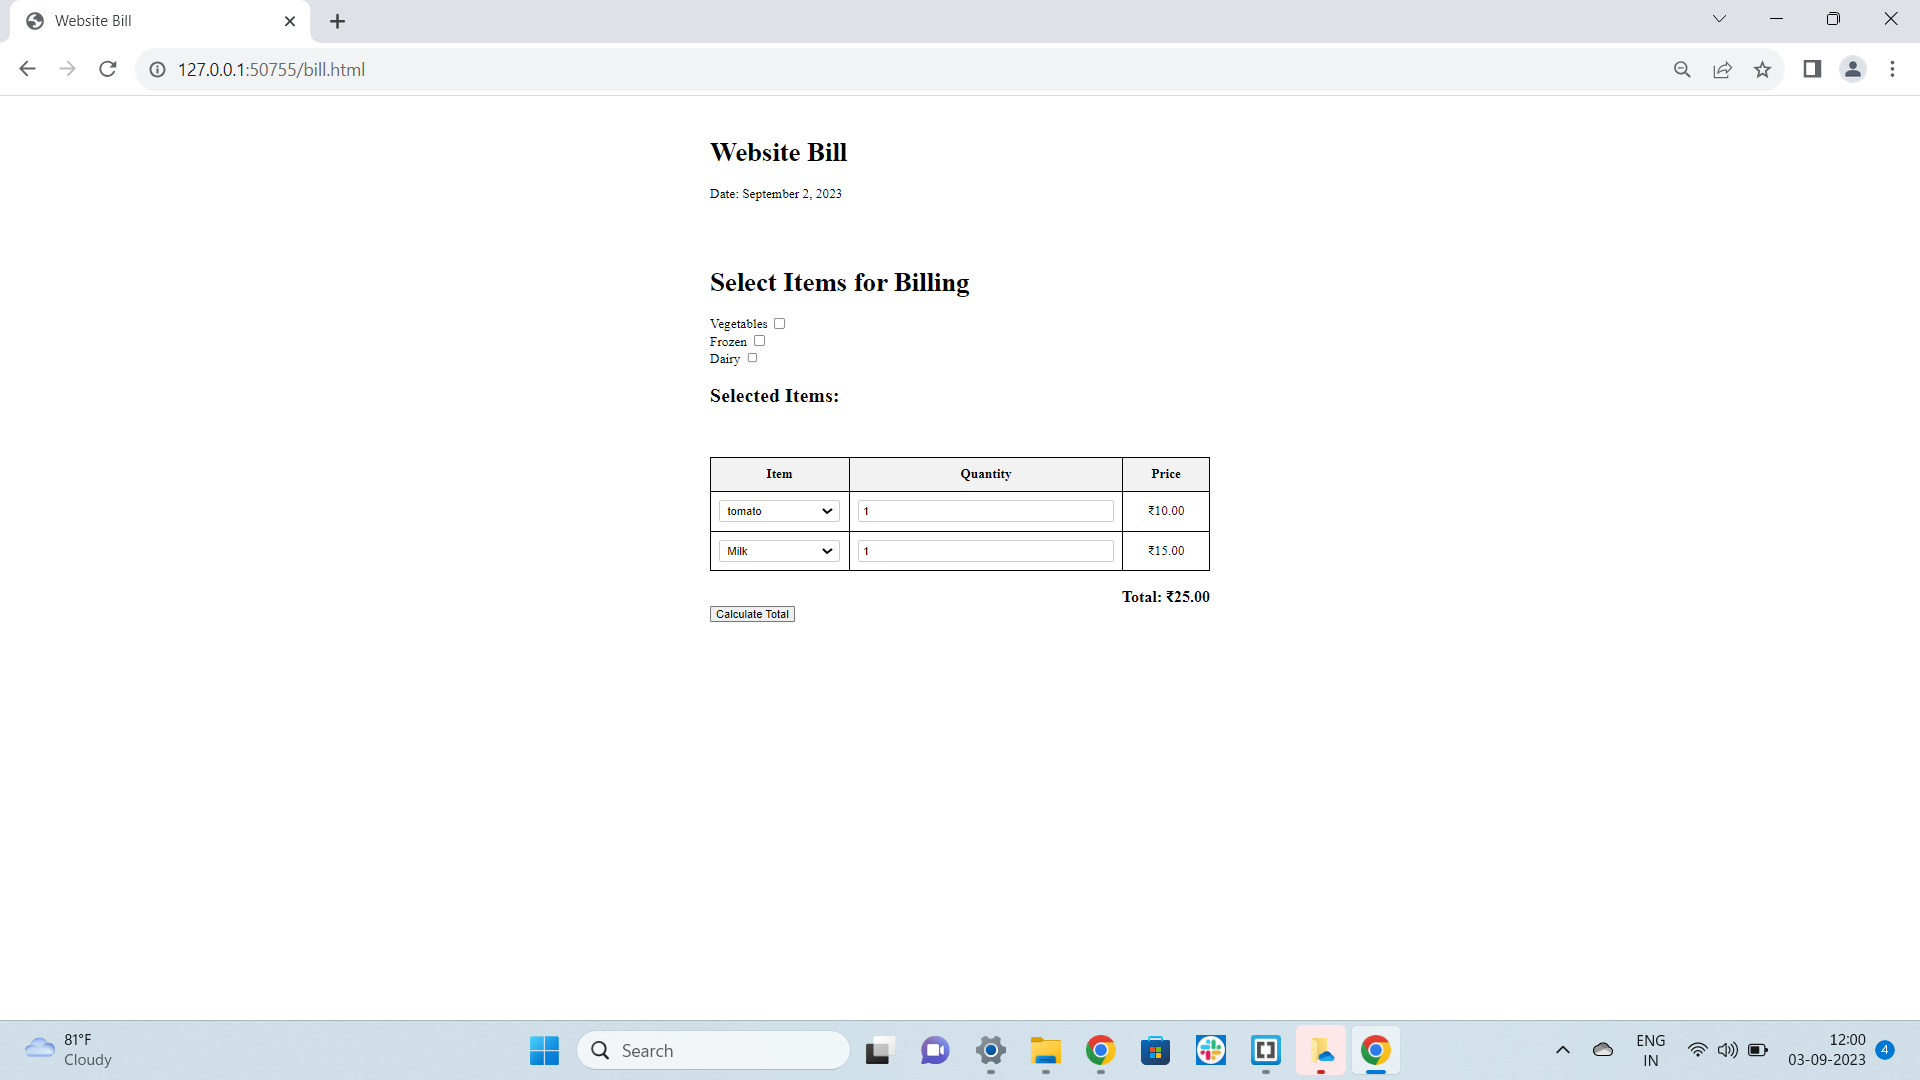 Website Bill
127.0.0.1:50755/bill.html
Website Bill
Date: September 2, 2023
Select Items for Billing
Vegetables
Frozen
Dairy
Selected Items:
Item Quantity Price
tomato 1 ₹10.00
Milk 1 ₹15.00
Total: ₹25.00
Calculate Total
81°F
Cloudy
Search
ENG
IN
12:00
03-09-2023
4